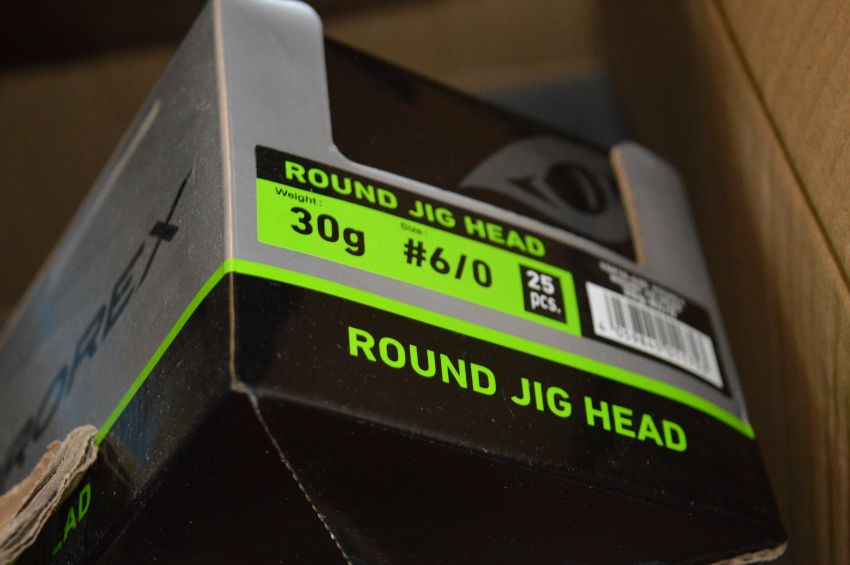 ROUND JIG HEAD
Weight:
30g
Size:
#6/0
25
pcs.
ROUND JIG HEAD